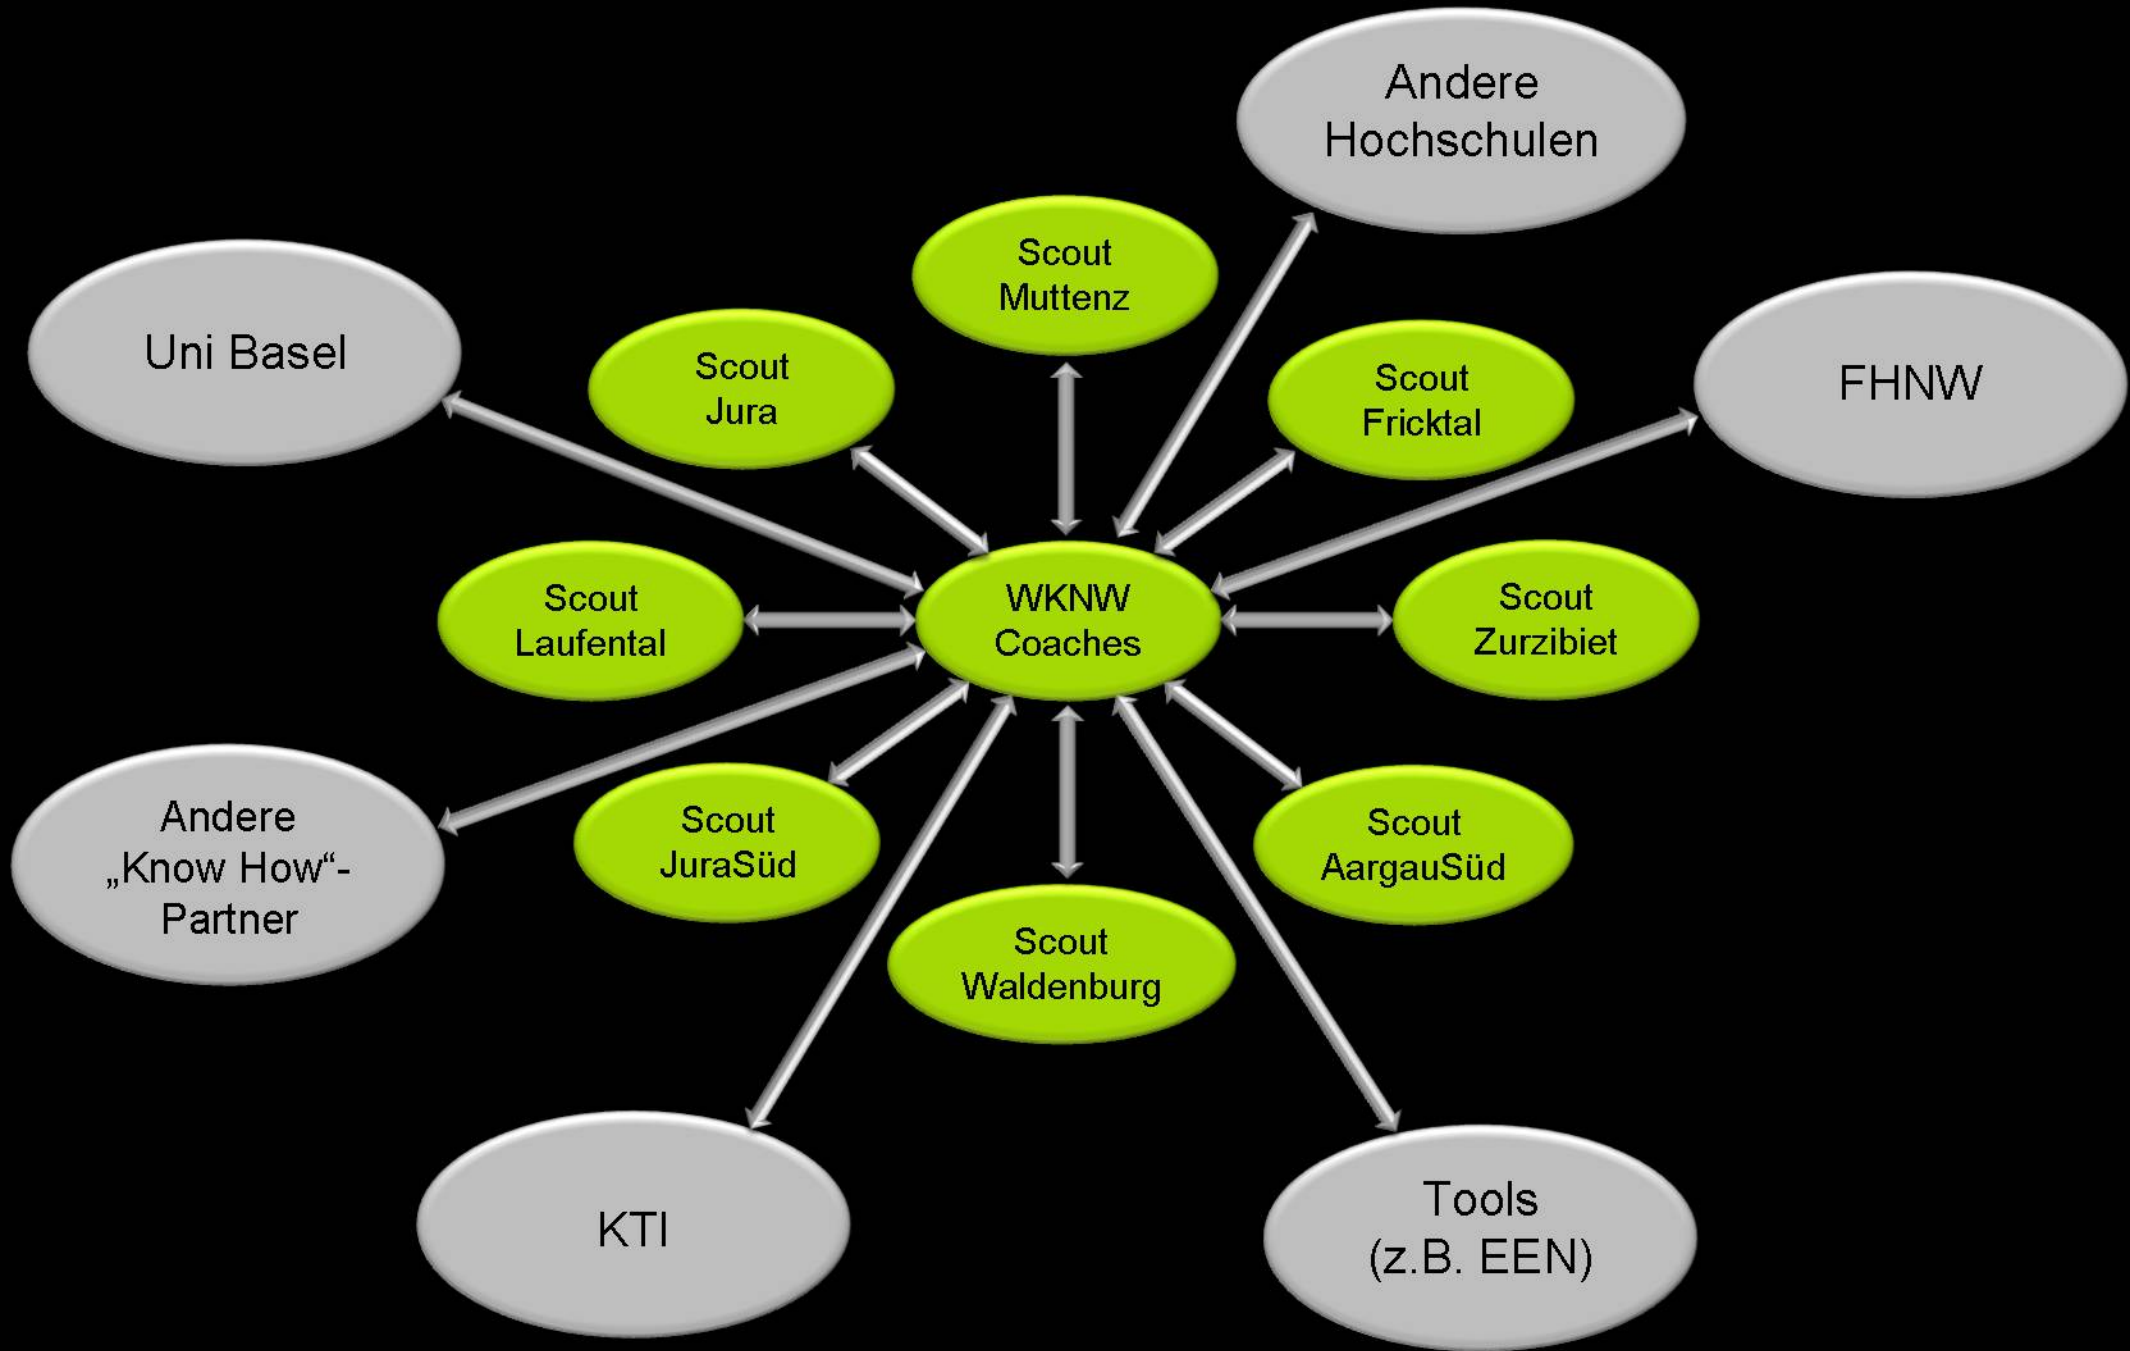 Andere
Hochschulen
Scout
Muttenz
Uni Basel
Scout
Jura
Scout
Fricktal
FHNW
Scout
Laufental
WKNW
Coaches
Scout
Zurzibiet
Andere
„Know How“-
Partner
Scout
JuraSüd
Scout
AargauSüd
Scout
Waldenburg
KTI
Tools
(z.B. EEN)